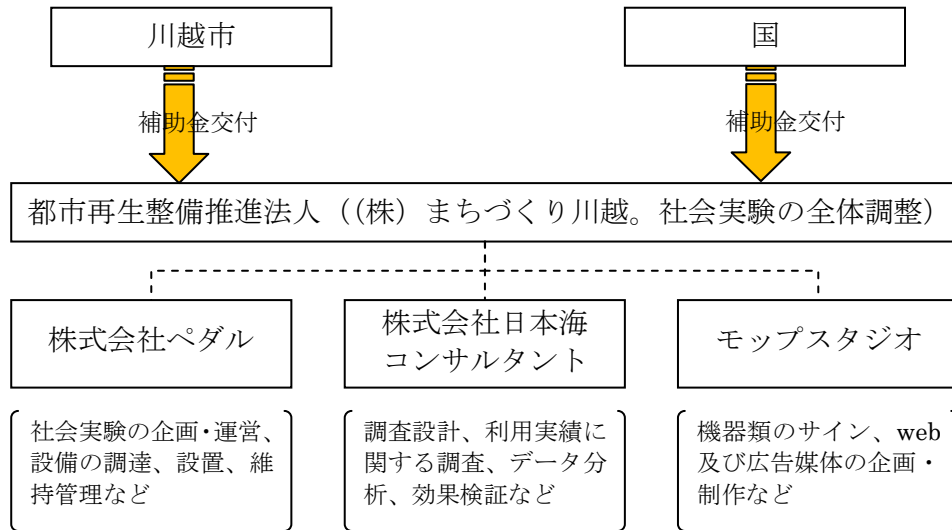 川越市
国
補助金交付
補助金交付
都市再生整備推進法人（(株）まちづくり川越。社会実験の全体調整）
株式会社ペダル
株式会社日本海
コンサルタント
モップスタジオ
社会実験の企画・運営、
設備の調達、設置、維
持管理など
調査設計、利用実績に
関する調査、データ分
析、効果検証など
機器類のサイン、web
及び広告媒体の企画・
制作など